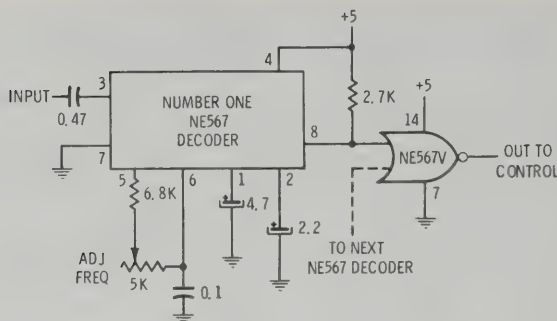 +5
4
3
INPUT
0.47
NUMBER ONE
NE567
DECODER
2.7K
+5
14
8
NE567V
OUT TO
CONTROL
7
7
5
6
1
2
6.8K
4.7
2.2
ADJ
FREQ
5K
0.1
TO NEXT
NE567 DECODER
+
+